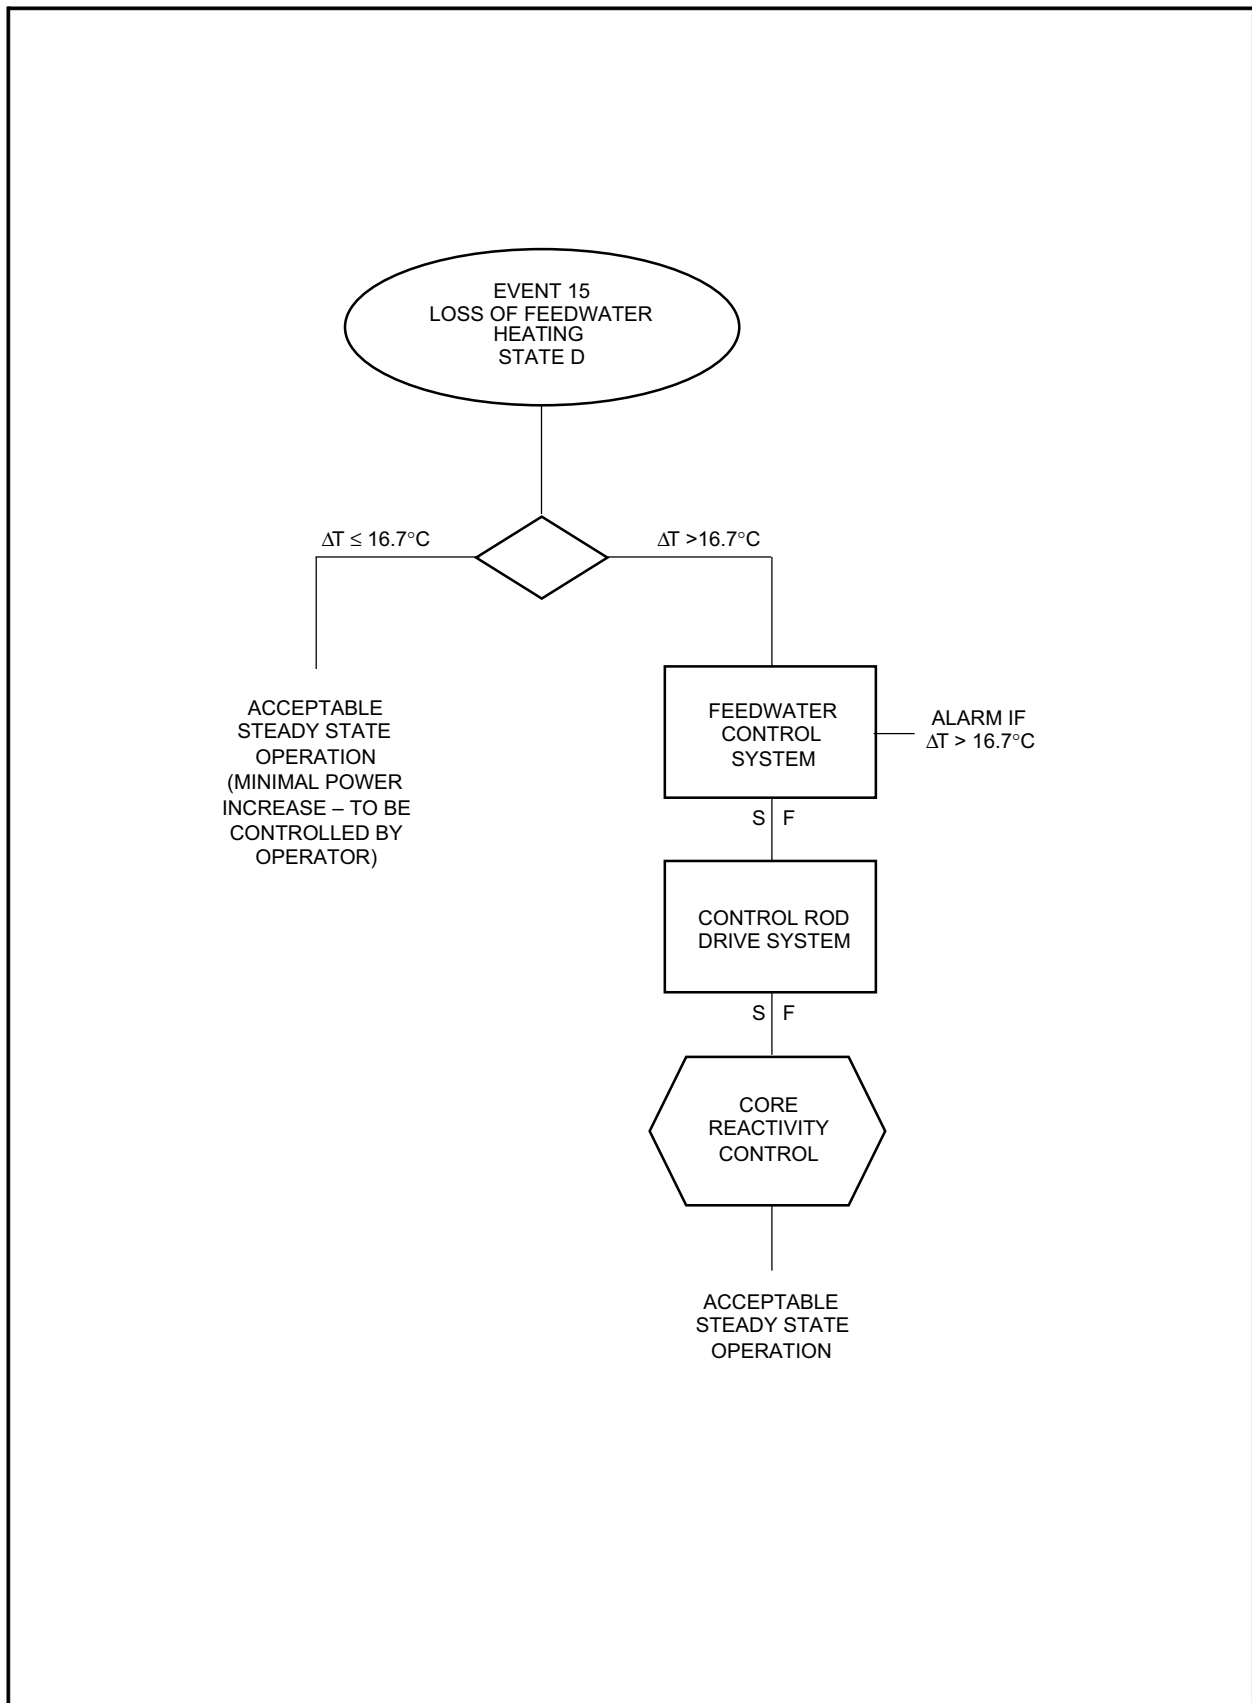 EVENT 15
LOSS OF FEEDWATER
HEATING
STATE D
ΔT ≤ 16.7°C
ΔT >16.7°C
ACCEPTABLE
STEADY STATE
OPERATION
(MINIMAL POWER
INCREASE – TO BE
CONTROLLED BY
OPERATOR)
FEEDWATER
CONTROL
SYSTEM
ALARM IF
ΔT > 16.7°C
S F
CONTROL ROD
DRIVE SYSTEM
S F
CORE
REACTIVITY
CONTROL
ACCEPTABLE
STEADY STATE
OPERATION